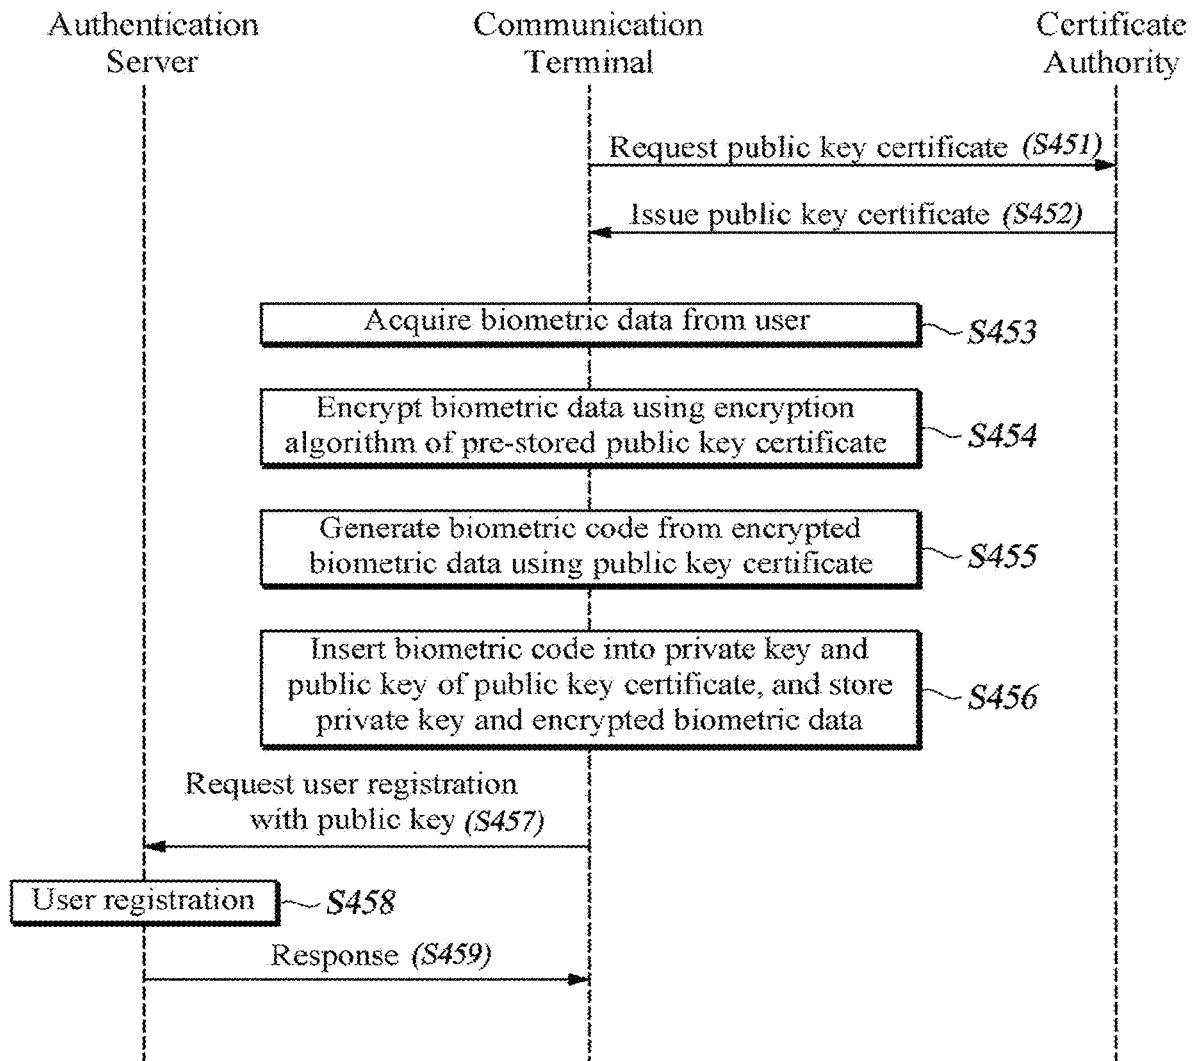 Authentication
Server
Communication
Terminal
Certificate
Authority
Request public key certificate (S451)
Issue public key certificate (S452)
Acquire biometric data from user
S453
Encrypt biometric data using encryption
algorithm of pre-stored public key certificate
S454
Generate biometric code from encrypted
biometric data using public key certificate
S455
Insert biometric code into private key and
public key of public key certificate, and store
private key and encrypted biometric data
S456
Request user registration
with public key (S457)
User registration
S458
Response (S459)